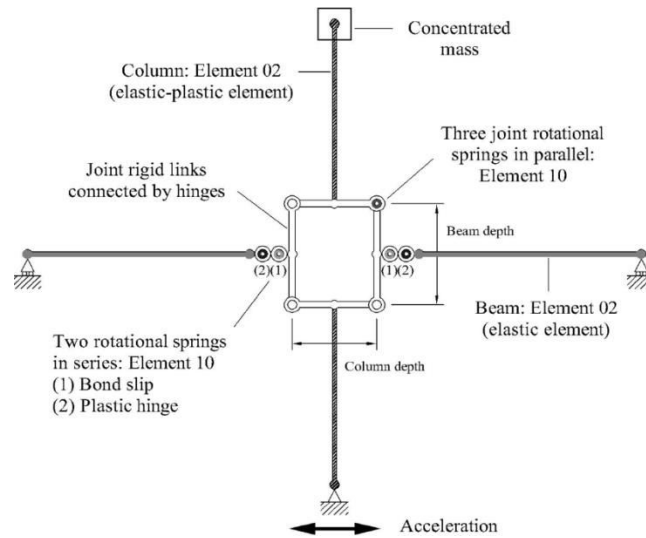 Concentrated
mass
Column: Element 02
(elastic-plastic element)
Three joint rotational
springs in parallel:
Element 10
Joint rigid links
connected by hinges
Beam depth
(2)(1)
(1) (2)
Beam: Element 02
(elastic element)
Two rotational springs
in series: Element 10
(1) Bond slip
(2) Plastic hinge
Column depth
Acceleration